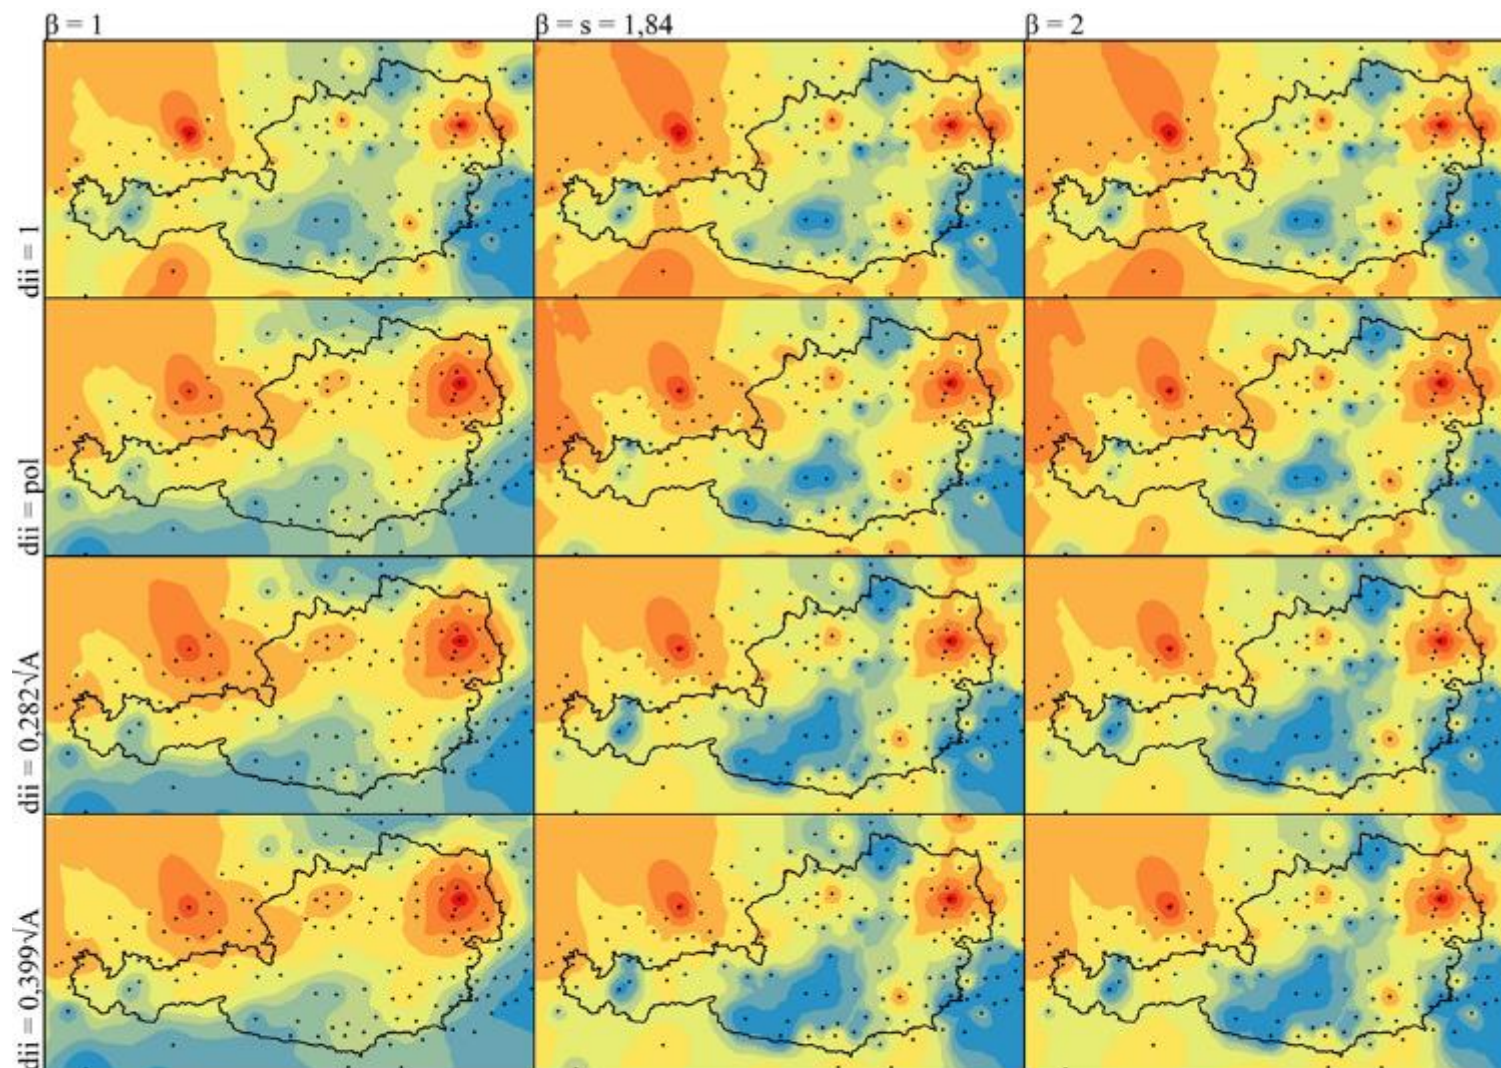 β = 1
β = s = 1,84
β = 2
dii = 1
dii = pol
dii = 0,282√A
dii = 0,399√A